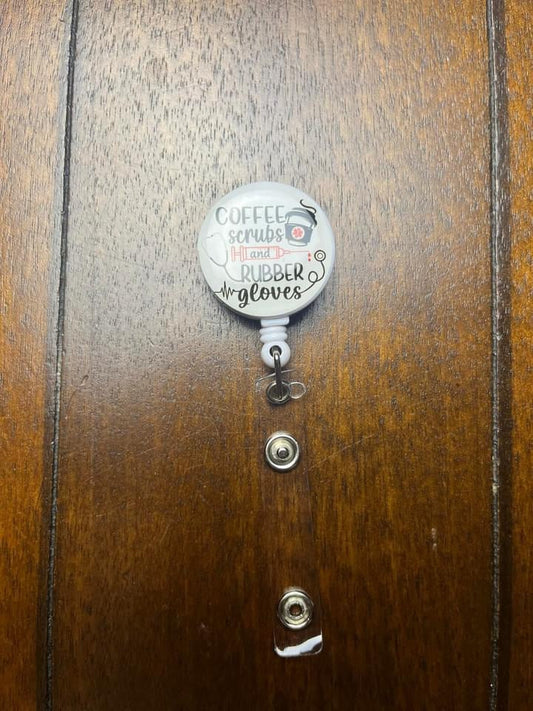 COFFEE
scrubs
and
RUBBER
gloves